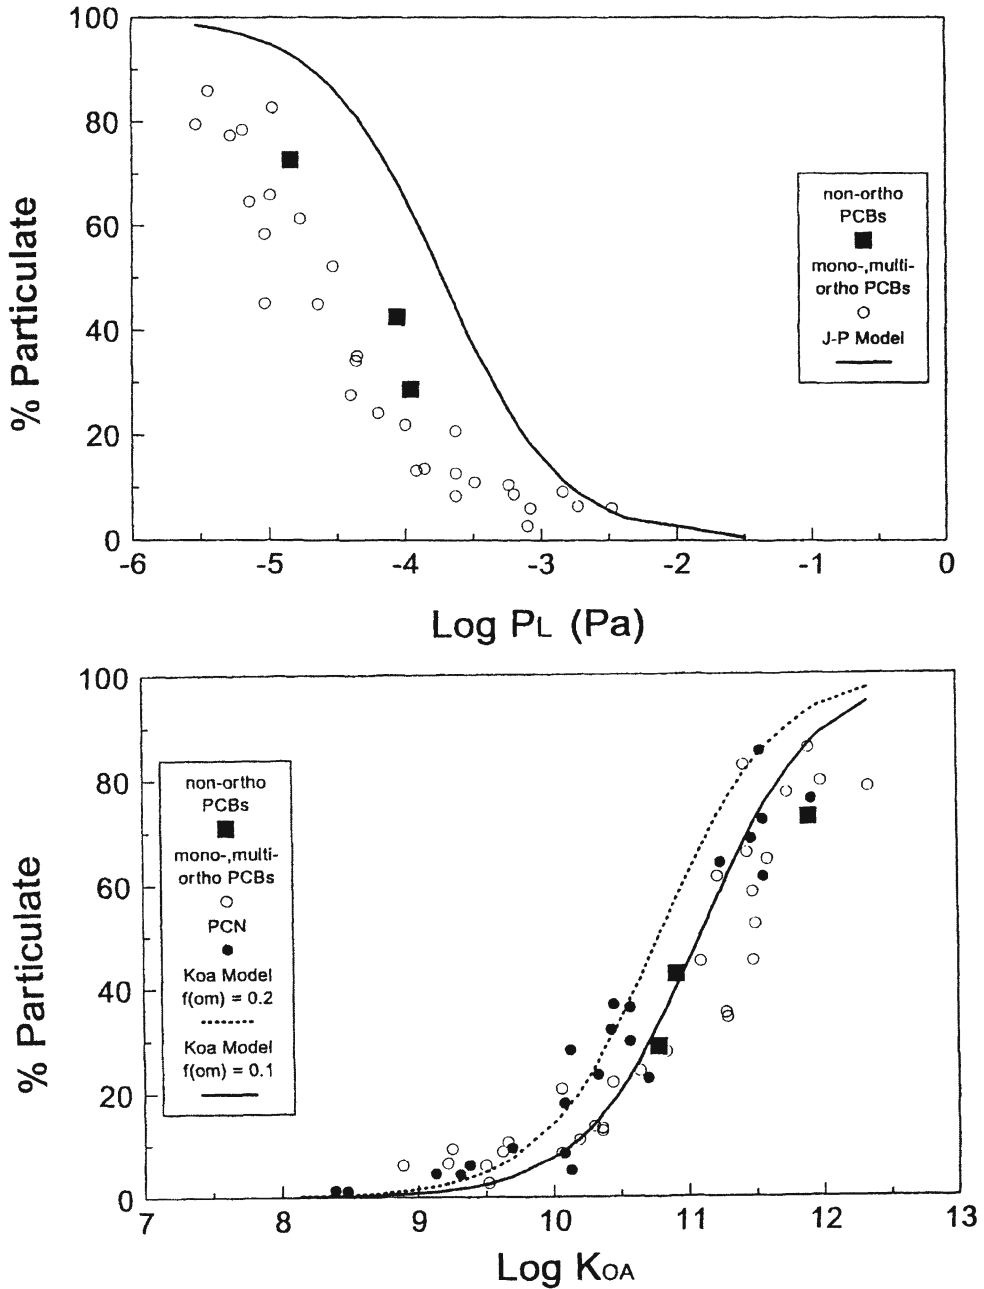 100
80
60
40
20
0
% Particulate
-6 -5 -4 -3 -2 -1 0
Log PL (Pa)
non-ortho
PCBs
mono-,multi-
ortho PCBs
J-P Model
100
80
60
40
20
0
% Particulate
non-ortho
PCBs
mono-,multi-
ortho PCBs
PCN
Koa Model
f(om) = 0.2
Koa Model
f(om) = 0.1
7 8 9 10 11 12 13
Log KOA